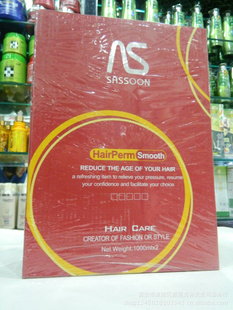 AS
SASSOON
HairPerm Smooth
REDUCE THE AGE OF YOUR HAIR
a refreshing item to relieve your pressure, resume
your confidence and facilitate your choice
HAIR CARE
CREATOR OF FASHION OR STYLE
Net Weight:1000mlx2